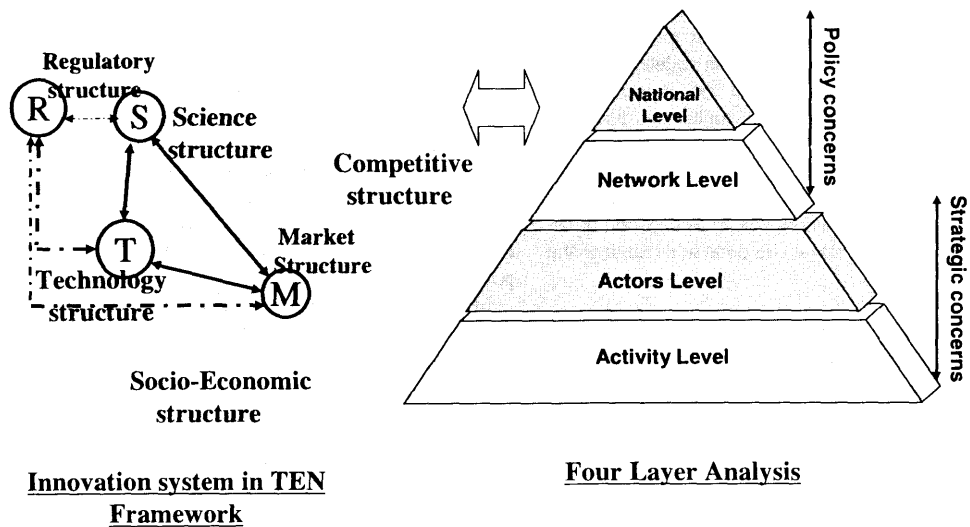 Regulatory
structure
R
S
Science
structure
T
Technology
structure
Market
Structure
M
Competitive
structure
Socio-Economic
structure
Innovation system in TEN
Framework
National
Level
Network Level
Actors Level
Activity Level
Policy concerns
Strategic concerns
Four Layer Analysis